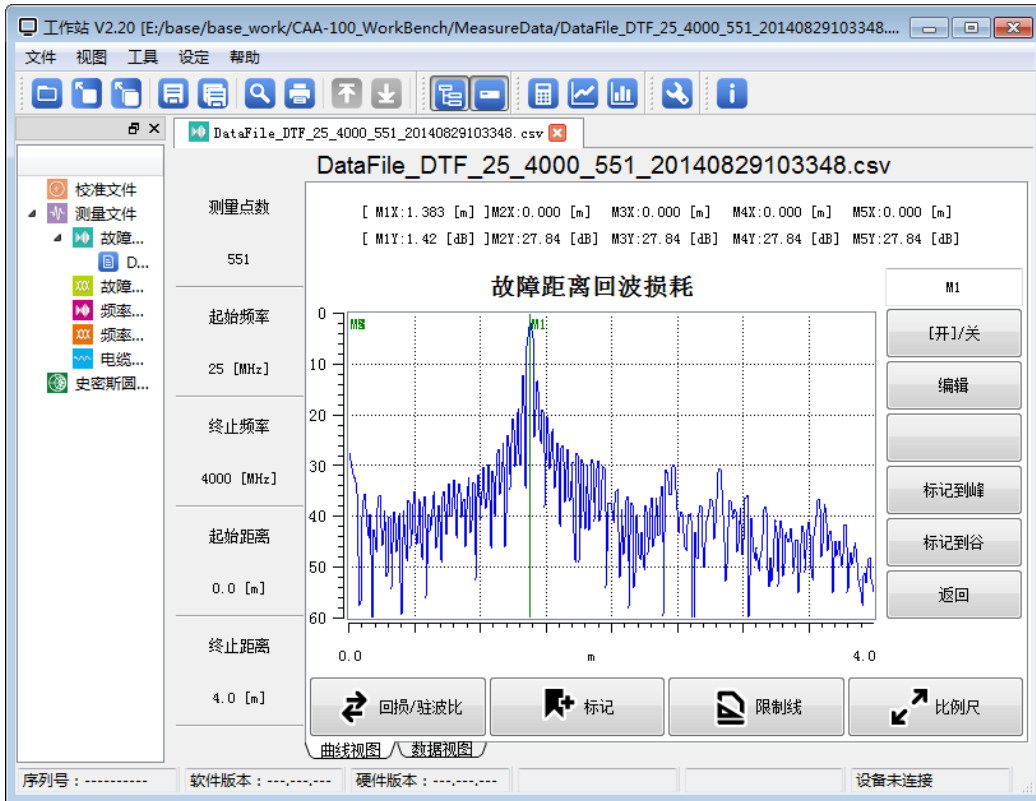 工作站 V2.20 [E:/base/base_work/CAA-100_WorkBench/MeasureData/DataFile_DTF_25_4000_551_20140829103348....
文件 视图 工具 设定 帮助
DataFile_DTF_25_4000_551_20140829103348.csv
DataFile_DTF_25_4000_551_20140829103348.csv
校准文件
测量文件
故障...
D...
故障...
频率...
频率...
电缆...
史密斯圆...
测量点数
551
起始频率
25 [MHz]
终止频率
4000 [MHz]
起始距离
0.0 [m]
终止距离
4.0 [m]
[ M1X:1.383 [m] ]M2X:0.000 [m] M3X:0.000 [m] M4X:0.000 [m] M5X:0.000 [m]
[ M1Y:1.42 [dB] ]M2Y:27.84 [dB] M3Y:27.84 [dB] M4Y:27.84 [dB] M5Y:27.84 [dB]
故障距离回波损耗
M1
0
10
20
30
40
50
60
0.0 m 4.0
M1
[开]/关
编辑
标记到峰
标记到谷
返回
回损/驻波比 标记 限制线 比例尺
曲线视图 数据视图
序列号：---------- 软件版本：---.---.--- 硬件版本：---.---.--- 设备未连接